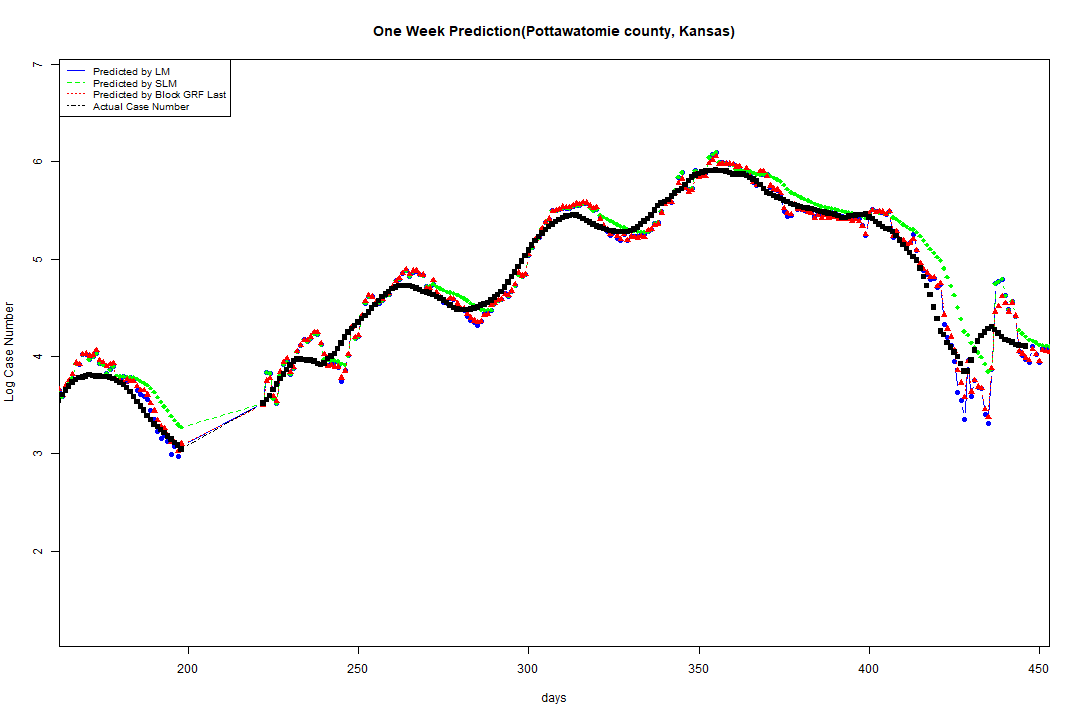 One Week Prediction(Pottawatomie county, Kansas)
Predicted by LM
Predicted by SLM
Predicted by Block GRF Last
Actual Case Number
7
6
5
4
3
2
Log Case Number
200 250 300 350 400 450
days